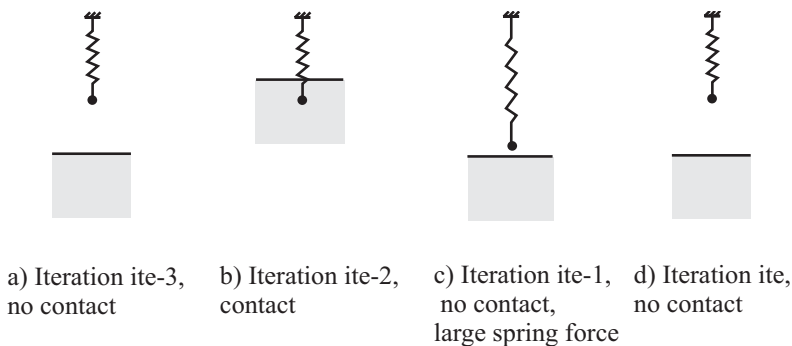 a) Iteration ite-3,
no contact
b) Iteration ite-2,
contact
c) Iteration ite-1,
no contact,
large spring force
d) Iteration ite,
no contact